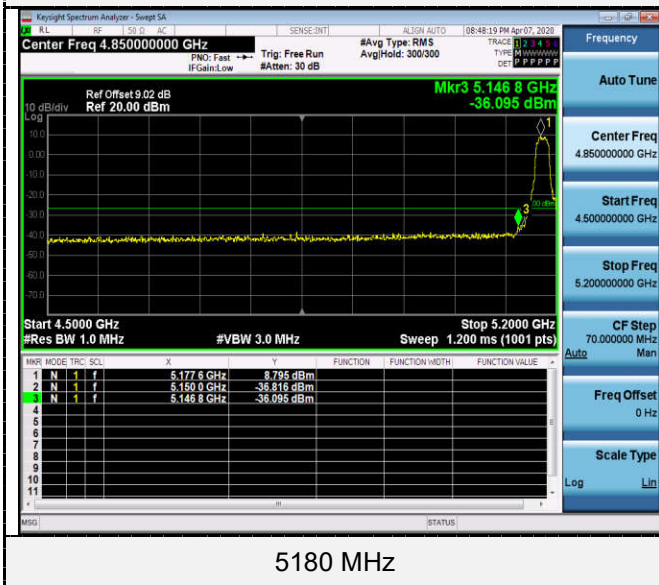 Keysight Spectrum Analyzer - Swept SA
RL RF 50 Ω AC SENSE:INT ALIGN AUTO 08:48:19 PM Apr 07, 2020
Center Freq 4.850000000 GHz
PNO: Fast
IFGain:Low
Trig: Free Run
#Atten: 30 dB
#Avg Type: RMS
Avg|Hold: 300/300
TRACE 1 2 3 4 5 6
TYPE M W W W W W
DET P P P P P P
Ref Offset 9.02 dB
Ref 20.00 dBm
10 dB/div
Log
Mkr3 5.146 8 GHz
-36.095 dBm
10.0
0.00
-10.0
-20.0
-30.0
-40.0
-50.0
-60.0
-70.0
1
3
Start 4.5000 GHz Stop 5.2000 GHz
#Res BW 1.0 MHz #VBW 3.0 MHz Sweep 1.200 ms (1001 pts)
MKR MODE TRC SCL X Y FUNCTION FUNCTION WIDTH FUNCTION VALUE
1 N 1 f 5.177 6 GHz 8.795 dBm
2 N 1 f 5.150 0 GHz -36.816 dBm
3 N 1 f 5.146 8 GHz -36.095 dBm
4
5
6
7
8
9
10
11
MSG STATUS
Frequency
Auto Tune
Center Freq
4.850000000 GHz
Start Freq
4.500000000 GHz
Stop Freq
5.200000000 GHz
CF Step
70.000000 MHz
Auto Man
Freq Offset
0 Hz
Scale Type
Log Lin
5180 MHz